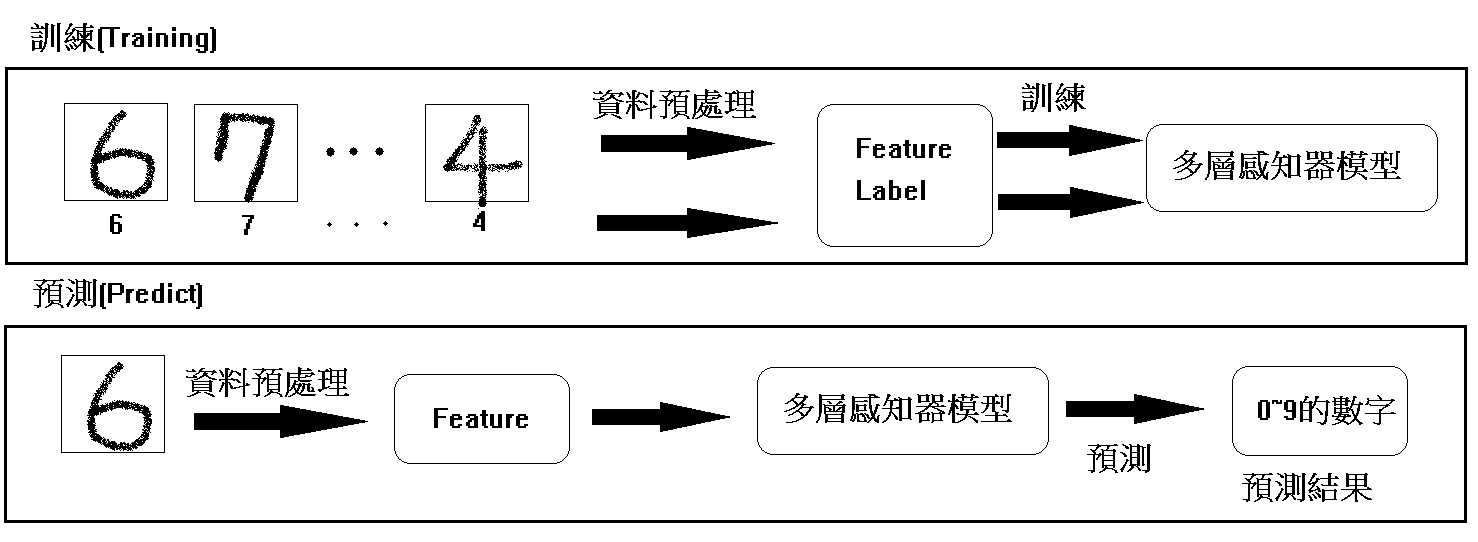 訓練(Training)
6 7 ... 4
資料預處理
訓練
Feature
Label
多層感知器模型
6 7 ... 4
預測(Predict)
6
資料預處理
Feature
多層感知器模型
預測
0~9的數字
預測結果